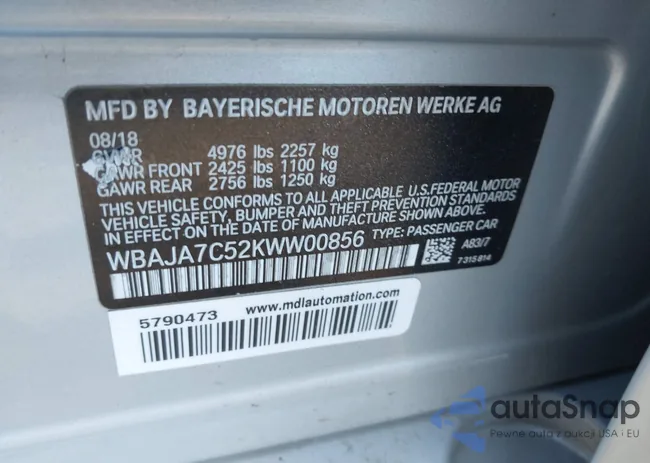 MFD BY BAYERISCHE MOTOREN WERKE AG
08/18
GVWR 4976 lbs 2257 kg
GAWR FRONT 2425 lbs 1100 kg
GAWR REAR 2756 lbs 1250 kg
THIS VEHICLE CONFORMS TO ALL APPLICABLE U.S.FEDERAL MOTOR
VEHICLE SAFETY, BUMPER AND THEFT PREVENTION STANDARDS
IN EFFECT ON THE DATE OF MANUFACTURE SHOWN ABOVE.
WBAJA7C52KWW00856 TYPE: PASSENGER CAR
A83/7
7315814
5790473 www.mdlautomation.com
autoSnap
Pewne auta z aukcji USA i EU